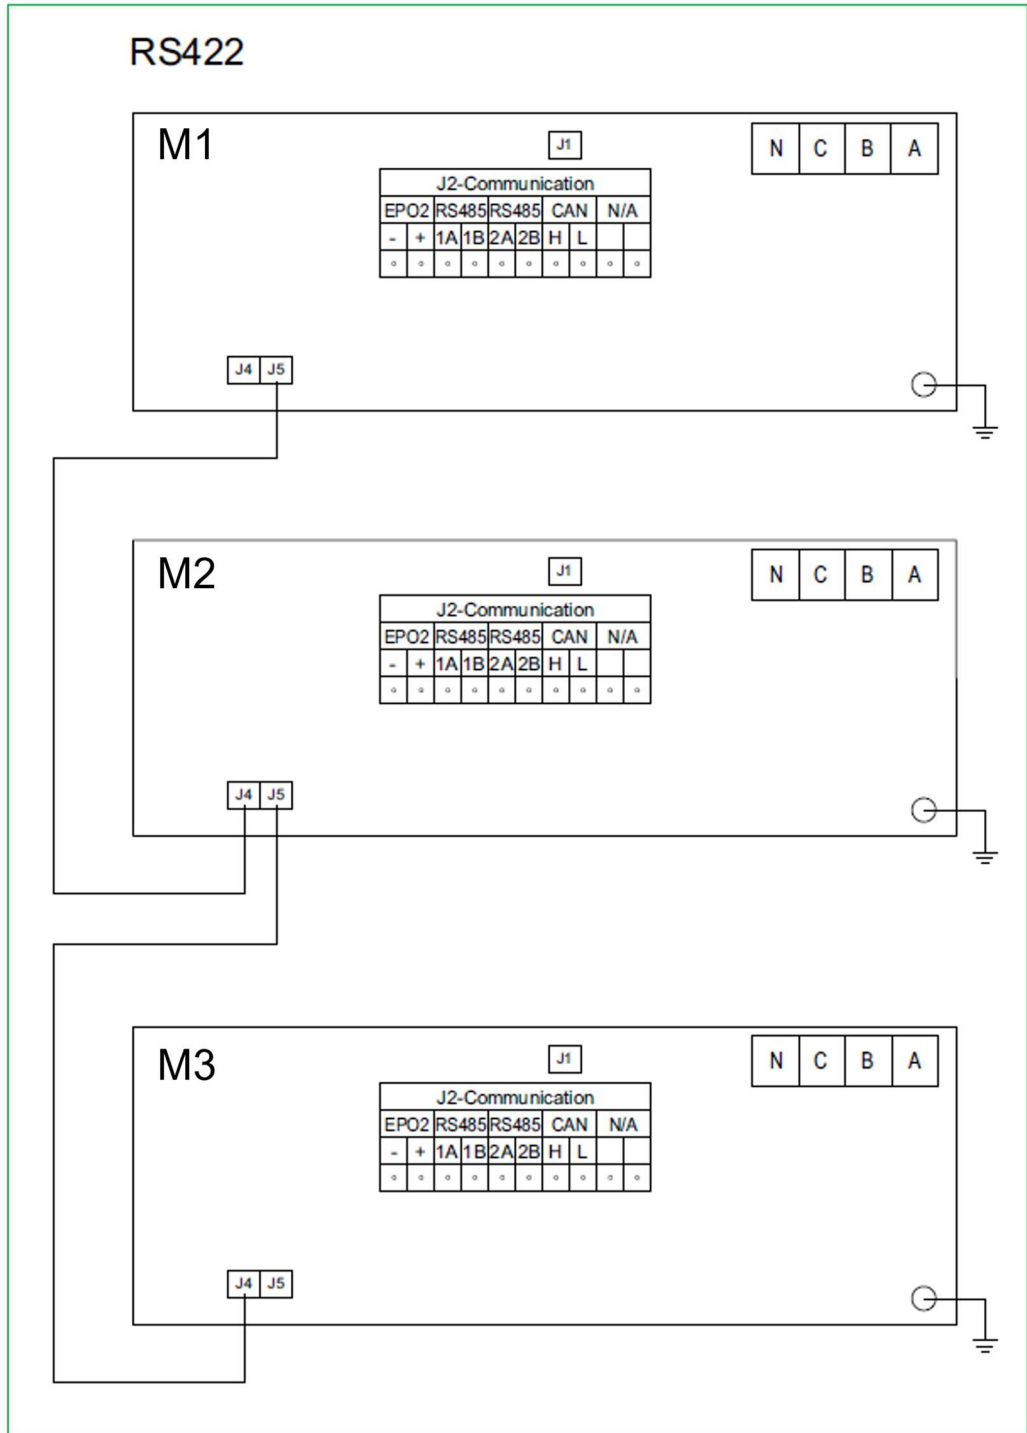 RS422
M1
J1
N C B A
J2-Communication
EPO2 RS485 RS485 CAN N/A
- + 1A 1B 2A 2B H L
J4 J5
M2
J1
N C B A
J2-Communication
EPO2 RS485 RS485 CAN N/A
- + 1A 1B 2A 2B H L
J4 J5
M3
J1
N C B A
J2-Communication
EPO2 RS485 RS485 CAN N/A
- + 1A 1B 2A 2B H L
J4 J5